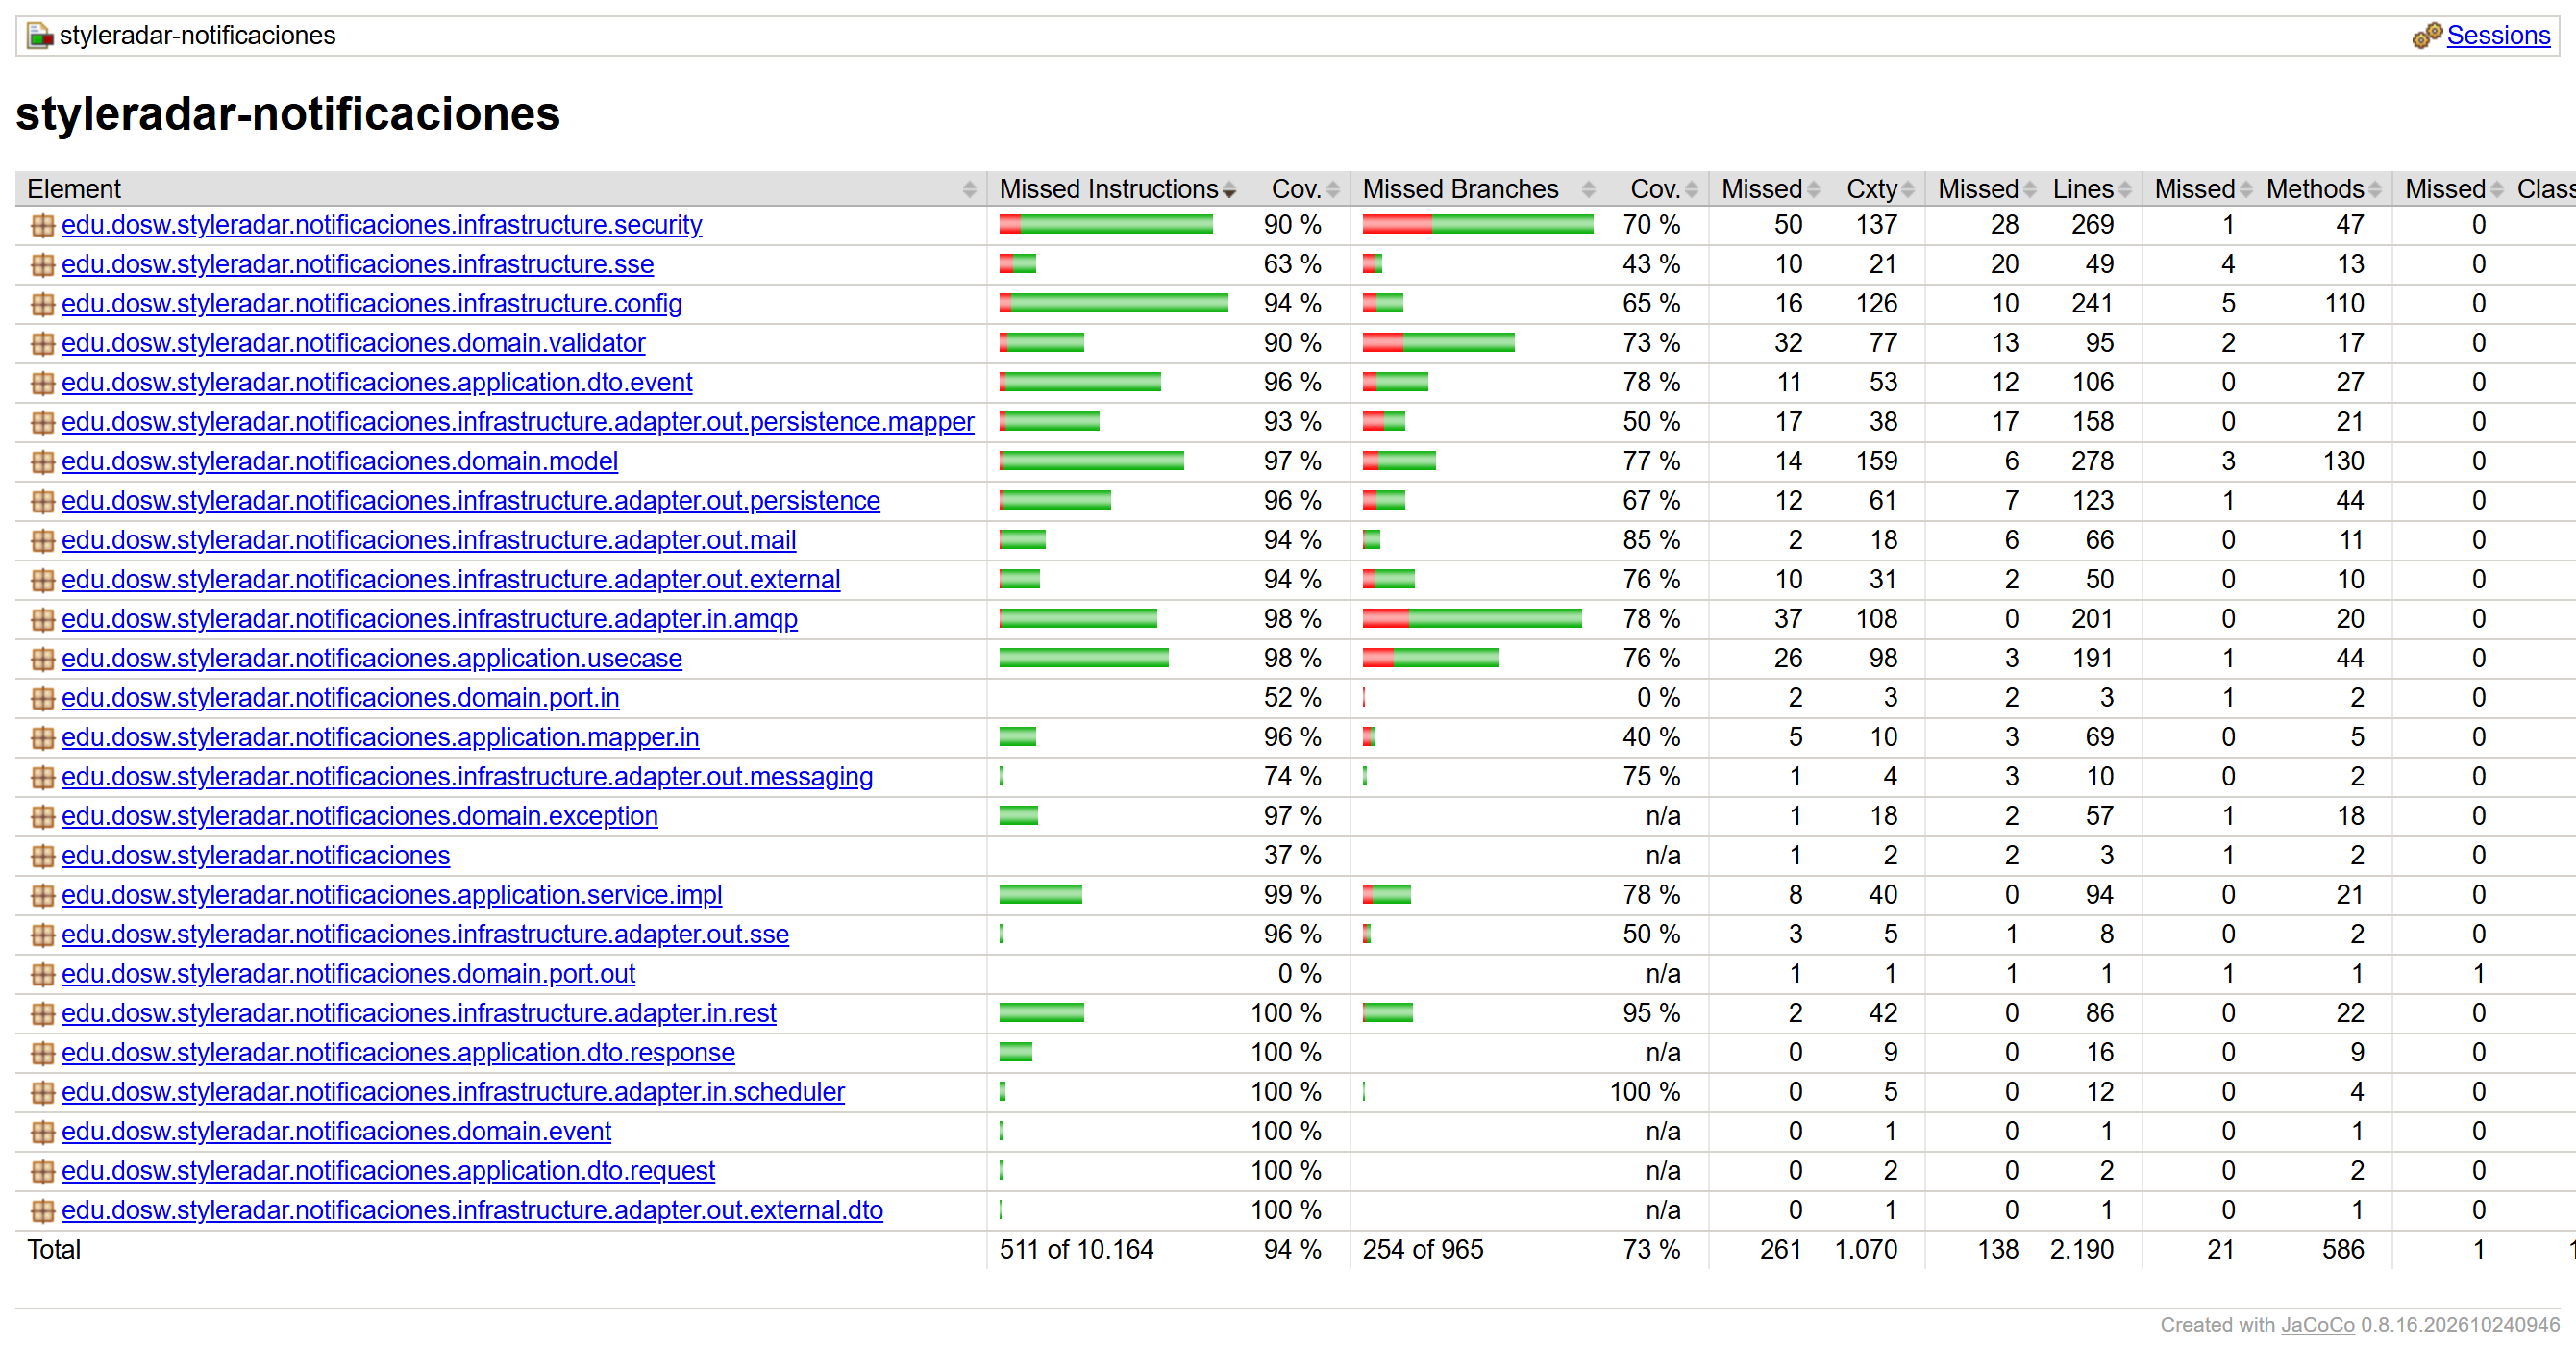 styleradar-notificaciones Sessions
styleradar-notificaciones
Element Missed Instructions Cov. Missed Branches Cov. Missed Cxty Missed Lines Missed Methods Missed Class
edu.dosw.styleradar.notificaciones.infrastructure.security 90 % 70 % 50 137 28 269 1 47 0
edu.dosw.styleradar.notificaciones.infrastructure.sse 63 % 43 % 10 21 20 49 4 13 0
edu.dosw.styleradar.notificaciones.infrastructure.config 94 % 65 % 16 126 10 241 5 110 0
edu.dosw.styleradar.notificaciones.domain.validator 90 % 73 % 32 77 13 95 2 17 0
edu.dosw.styleradar.notificaciones.application.dto.event 96 % 78 % 11 53 12 106 0 27 0
edu.dosw.styleradar.notificaciones.infrastructure.adapter.out.persistence.mapper 93 % 50 % 17 38 17 158 0 21 0
edu.dosw.styleradar.notificaciones.domain.model 97 % 77 % 14 159 6 278 3 130 0
edu.dosw.styleradar.notificaciones.infrastructure.adapter.out.persistence 96 % 67 % 12 61 7 123 1 44 0
edu.dosw.styleradar.notificaciones.infrastructure.adapter.out.mail 94 % 85 % 2 18 6 66 0 11 0
edu.dosw.styleradar.notificaciones.infrastructure.adapter.out.external 94 % 76 % 10 31 2 50 0 10 0
edu.dosw.styleradar.notificaciones.infrastructure.adapter.in.amqp 98 % 78 % 37 108 0 201 0 20 0
edu.dosw.styleradar.notificaciones.application.usecase 98 % 76 % 26 98 3 191 1 44 0
edu.dosw.styleradar.notificaciones.domain.port.in 52 % 0 % 2 3 2 3 1 2 0
edu.dosw.styleradar.notificaciones.application.mapper.in 96 % 40 % 5 10 3 69 0 5 0
edu.dosw.styleradar.notificaciones.infrastructure.adapter.out.messaging 74 % 75 % 1 4 3 10 0 2 0
edu.dosw.styleradar.notificaciones.domain.exception 97 % n/a 1 18 2 57 1 18 0
edu.dosw.styleradar.notificaciones 37 % n/a 1 2 2 3 1 2 0
edu.dosw.styleradar.notificaciones.application.service.impl 99 % 78 % 8 40 0 94 0 21 0
edu.dosw.styleradar.notificaciones.infrastructure.adapter.out.sse 96 % 50 % 3 5 1 8 0 2 0
edu.dosw.styleradar.notificaciones.domain.port.out 0 % n/a 1 1 1 1 1 1 1
edu.dosw.styleradar.notificaciones.infrastructure.adapter.in.rest 100 % 95 % 2 42 0 86 0 22 0
edu.dosw.styleradar.notificaciones.application.dto.response 100 % n/a 0 9 0 16 0 9 0
edu.dosw.styleradar.notificaciones.infrastructure.adapter.in.scheduler 100 % 100 % 0 5 0 12 0 4 0
edu.dosw.styleradar.notificaciones.domain.event 100 % n/a 0 1 0 1 0 1 0
edu.dosw.styleradar.notificaciones.application.dto.request 100 % n/a 0 2 0 2 0 2 0
edu.dosw.styleradar.notificaciones.infrastructure.adapter.out.external.dto 100 % n/a 0 1 0 1 0 1 0
Total 511 of 10.164 94 % 254 of 965 73 % 261 1.070 138 2.190 21 586 1
Created with JaCoCo 0.8.16.202610240946